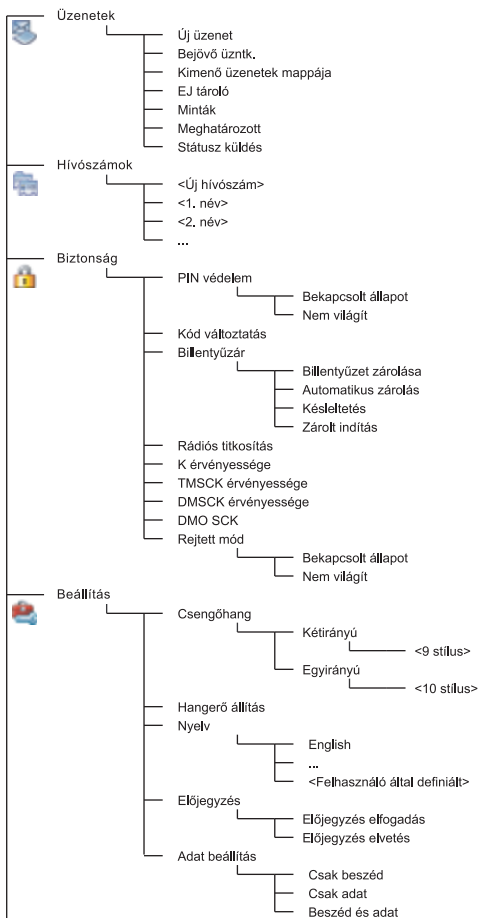 Üzenetek
Új üzenet
Bejövő üzntk.
Kimenő üzenetek mappája
EJ tároló
Minták
Meghatározott
Státusz küldés
Hívószámok
<Új hívószám>
<1. név>
<2. név>
...
Biztonság
PIN védelem
Bekapcsolt állapot
Nem világít
Kód változtatás
Billentyűzár
Billentyűzet zárolása
Automatikus zárolás
Késleltetés
Zárolt indítás
Rádiós titkosítás
K érvényessége
TMSCK érvényessége
DMSCK érvényessége
DMO SCK
Rejtett mód
Bekapcsolt állapot
Nem világít
Beállítás
Csengőhang
Kétirányú
<9 stílus>
Egyirányú
<10 stílus>
Hangerő állítás
Nyelv
English
...
<Felhasználó által definiált>
Előjegyzés
Előjegyzés elfogadás
Előjegyzés elvetés
Adat beállítás
Csak beszéd
Csak adat
Beszéd és adat